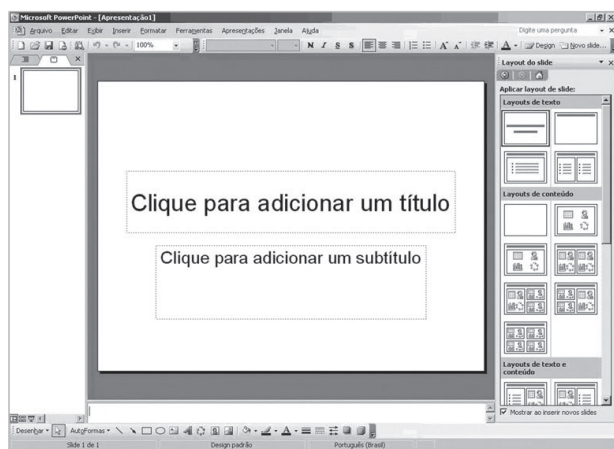 Microsoft PowerPoint - [Apresentação1]
Arquivo Editar Exibir Inserir Formatar Ferramentas Apresentações Janela Ajuda
Digite uma pergunta
100%
N I S S
A A
A
Design Novo slide...
Layout do slide
1
Aplicar layout de slide:
Layouts de texto
Clique para adicionar um título
Clique para adicionar um subtítulo
Layouts de conteúdo
Layouts de texto e
conteúdo
Mostrar ao inserir novos slides
Desenhar AutoFormas
A
Slide 1 de 1 Design padrão Português (Brasil)